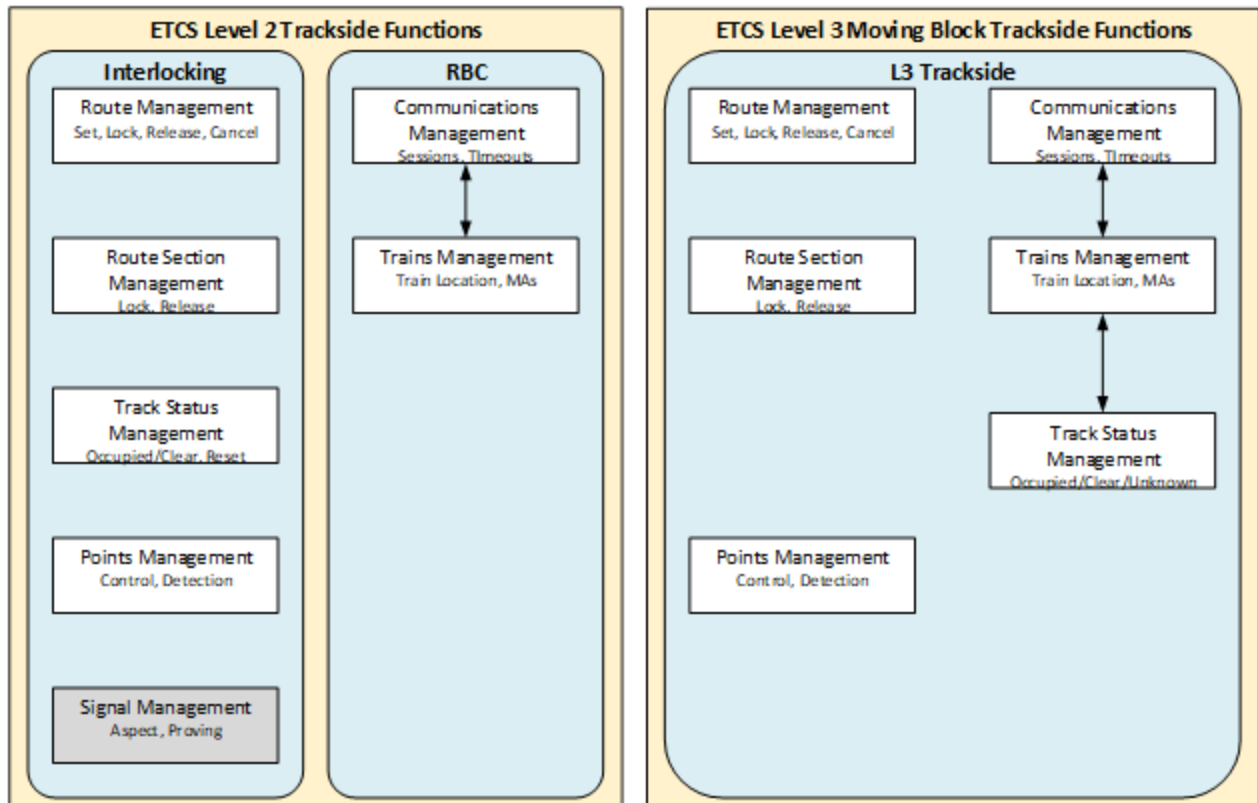 ETCS Level 2 Trackside Functions
Interlocking
Route Management
Set, Lock, Release, Cancel
Route Section
Management
Lock, Release
Track Status
Management
Occupied/Clear, Reset
Points Management
Control, Detection
Signal Management
Aspect, Proving
RBC
Communications
Management
Sessions, TImeouts
Trains Management
Train Location, MAs
ETCS Level 3 Moving Block Trackside Functions
L3 Trackside
Route Management
Set, Lock, Release, Cancel
Route Section
Management
Lock, Release
Points Management
Control, Detection
Communications
Management
Sessions, TImeouts
Trains Management
Train Location, MAs
Track Status
Management
Occupied/Clear/Unknown